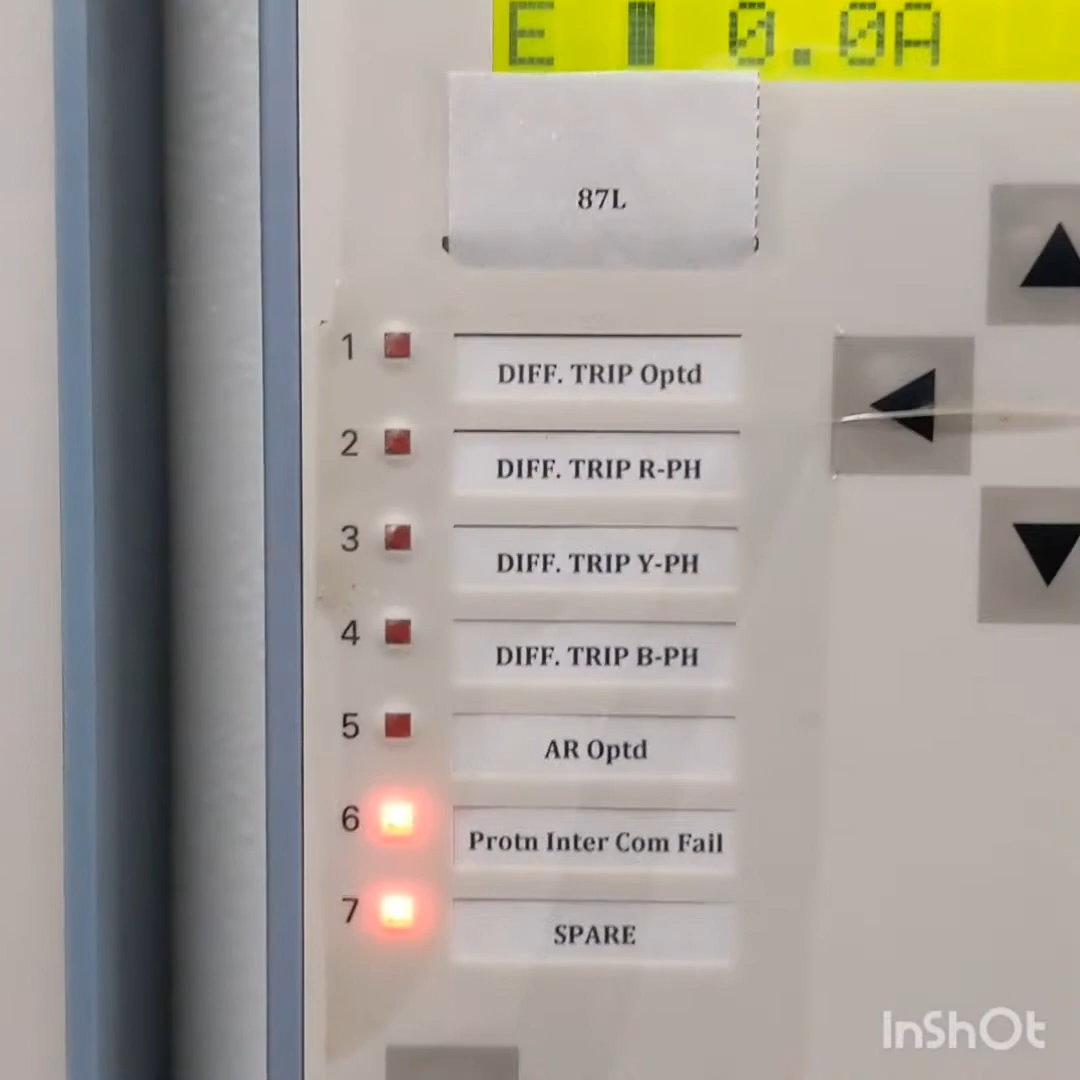 E 0.0A
87L
1 DIFF. TRIP Optd
2 DIFF. TRIP R-PH
3 DIFF. TRIP Y-PH
4 DIFF. TRIP B-PH
5 AR Optd
6 Protn Inter Com Fail
7 SPARE
InShOt